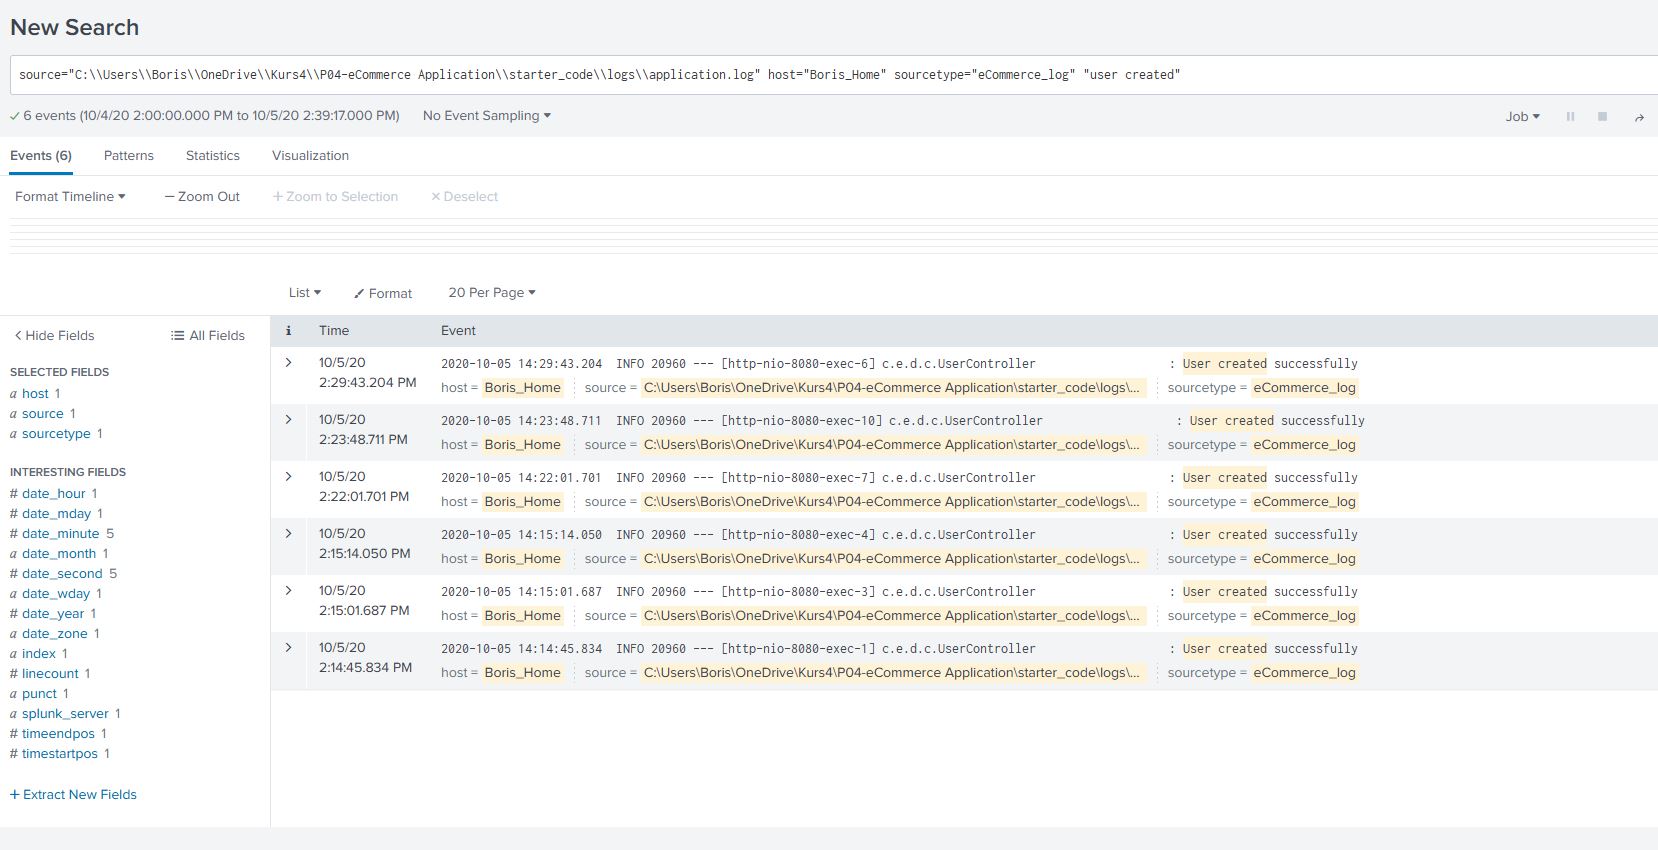 New Search
source="C:\\Users\\Boris\\OneDrive\\Kurs4\\P04-eCommerce Application\\starter_code\\logs\\application.log" host="Boris_Home" sourcetype="eCommerce_log" "user created"
6 events (10/4/20 2:00:00.000 PM to 10/5/20 2:39:17.000 PM) No Event Sampling
Job
Events (6) Patterns Statistics Visualization
Format Timeline — Zoom Out + Zoom to Selection × Deselect
List Format 20 Per Page
< Hide Fields All Fields
SELECTED FIELDS
a host 1
a source 1
a sourcetype 1
INTERESTING FIELDS
# date_hour 1
# date_mday 1
# date_minute 5
a date_month 1
# date_second 5
a date_wday 1
# date_year 1
a date_zone 1
a index 1
# linecount 1
a punct 1
a splunk_server 1
# timeendpos 1
# timestartpos 1
+ Extract New Fields
i Time Event
> 10/5/20 2020-10-05 14:29:43.204 INFO 20960 --- [http-nio-8080-exec-6] c.e.d.c.UserController : User created successfully
2:29:43.204 PM host = Boris_Home source = C:\Users\Boris\OneDrive\Kurs4\P04-eCommerce Application\starter_code\logs\... sourcetype = eCommerce_log
> 10/5/20 2020-10-05 14:23:48.711 INFO 20960 --- [http-nio-8080-exec-10] c.e.d.c.UserController : User created successfully
2:23:48.711 PM host = Boris_Home source = C:\Users\Boris\OneDrive\Kurs4\P04-eCommerce Application\starter_code\logs\... sourcetype = eCommerce_log
> 10/5/20 2020-10-05 14:22:01.701 INFO 20960 --- [http-nio-8080-exec-7] c.e.d.c.UserController : User created successfully
2:22:01.701 PM host = Boris_Home source = C:\Users\Boris\OneDrive\Kurs4\P04-eCommerce Application\starter_code\logs\... sourcetype = eCommerce_log
> 10/5/20 2020-10-05 14:15:14.050 INFO 20960 --- [http-nio-8080-exec-4] c.e.d.c.UserController : User created successfully
2:15:14.050 PM host = Boris_Home source = C:\Users\Boris\OneDrive\Kurs4\P04-eCommerce Application\starter_code\logs\... sourcetype = eCommerce_log
> 10/5/20 2020-10-05 14:15:01.687 INFO 20960 --- [http-nio-8080-exec-3] c.e.d.c.UserController : User created successfully
2:15:01.687 PM host = Boris_Home source = C:\Users\Boris\OneDrive\Kurs4\P04-eCommerce Application\starter_code\logs\... sourcetype = eCommerce_log
> 10/5/20 2020-10-05 14:14:45.834 INFO 20960 --- [http-nio-8080-exec-1] c.e.d.c.UserController : User created successfully
2:14:45.834 PM host = Boris_Home source = C:\Users\Boris\OneDrive\Kurs4\P04-eCommerce Application\starter_code\logs\... sourcetype = eCommerce_log